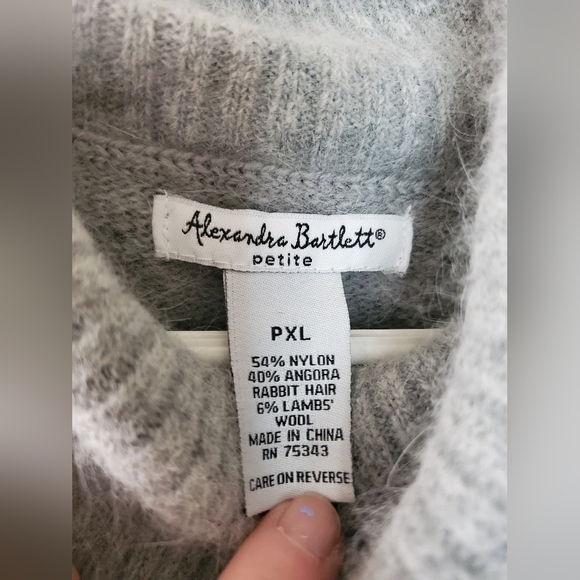 Alexandra Bartlett®
petite
PXL
54% NYLON
40% ANGORA
RABBIT HAIR
6% LAMBS'
WOOL
MADE IN CHINA
RN 75343
CARE ON REVERSE